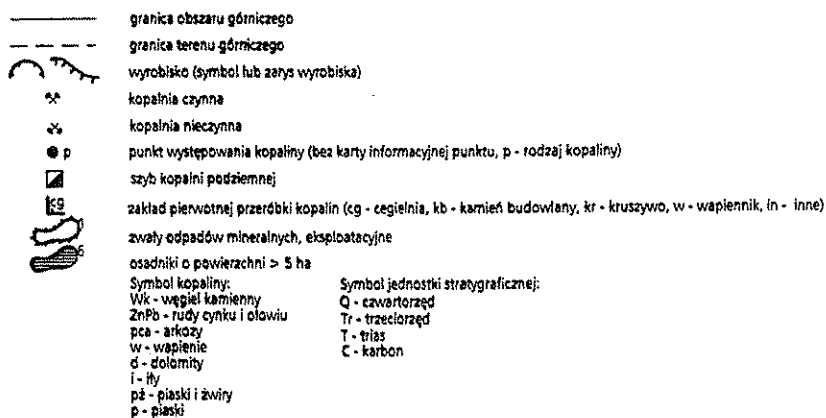 granica obszaru górniczego
granica terenu górniczego
wyrobisko (symbol lub zarys wyrobiska)
kopalnia czynna
kopalnia nieczynna
p punkt występowania kopaliny (bez karty informacyjnej punktu, p - rodzaj kopaliny)
szyb kopalni podziemnej
kg zakład pierwotnej przeróbki kopalin (cg - cegielnia, kb - kamień budowlany, kr - kruszywo, w - wapiennik, in - inne)
zwały odpadów mineralnych, eksploatacyjne
6 osadniki o powierzchni > 5 ha
Symbol kopaliny:
Wk - węgiel kamienny
ZnPb - rudy cynku i ołowiu
pca - arkozy
w - wapienie
d - dolomity
i - iły
pż - piaski i żwiry
p - piaski
Symbol jednostki stratygraficznej:
Q - czwartorzęd
Tr - trzeciorzęd
T - trias
C - karbon